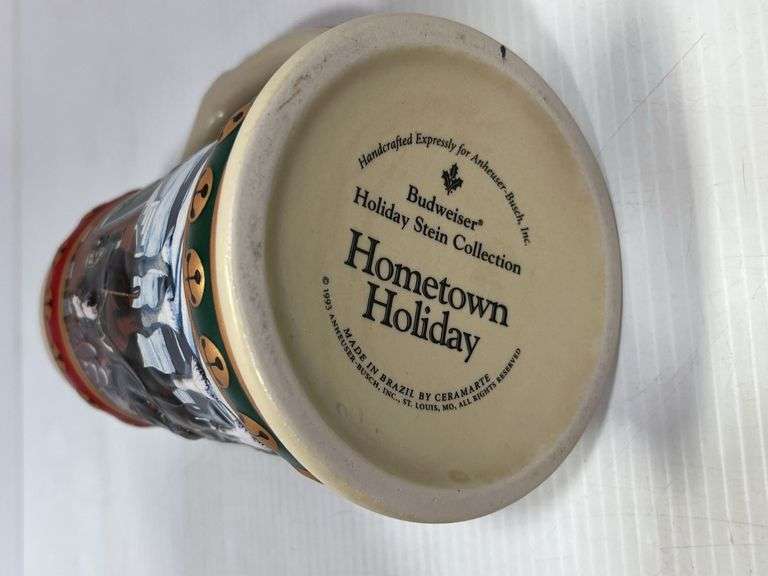 Handcrafted Expressly for Anheuser-Busch, Inc.
Budweiser®
Holiday Stein Collection
Hometown
Holiday
MADE IN BRAZIL BY CERAMARTE
© 1993 ANHEUSER-BUSCH, INC., ST. LOUIS, MO, ALL RIGHTS RESERVED